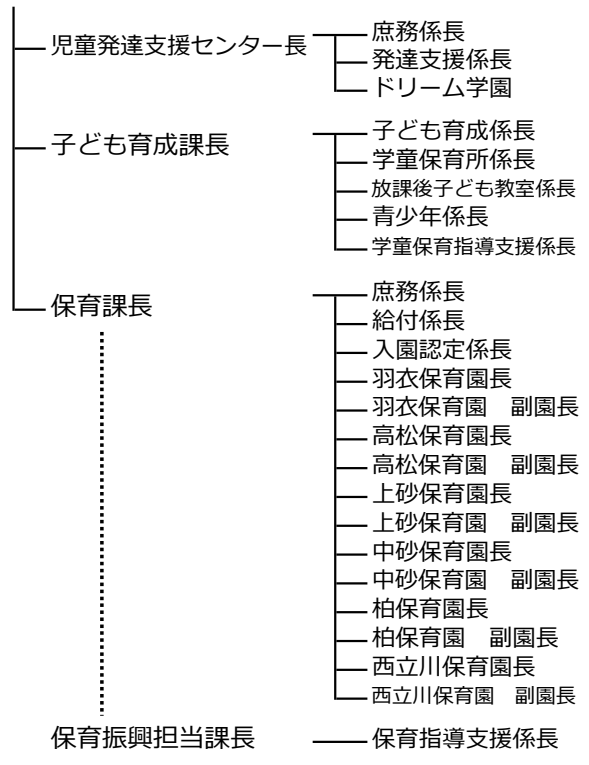 児童発達支援センター長
庶務係長
発達支援係長
ドリーム学園
子ども育成課長
子ども育成係長
学童保育所係長
放課後子ども教室係長
青少年係長
学童保育指導支援係長
保育課長
庶務係長
給付係長
入園認定係長
羽衣保育園長
羽衣保育園　副園長
高松保育園長
高松保育園　副園長
上砂保育園長
上砂保育園　副園長
中砂保育園長
中砂保育園　副園長
柏保育園長
柏保育園　副園長
西立川保育園長
西立川保育園　副園長
保育振興担当課長
保育指導支援係長